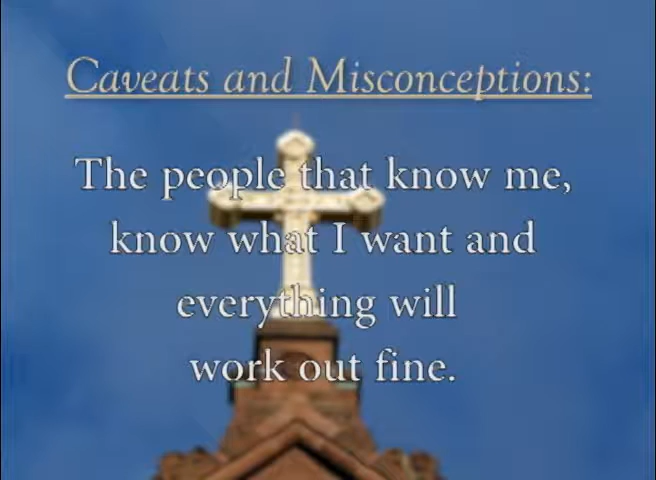 Caveats and Misconceptions:
The people that know me,
know what I want and
everything will
work out fine.